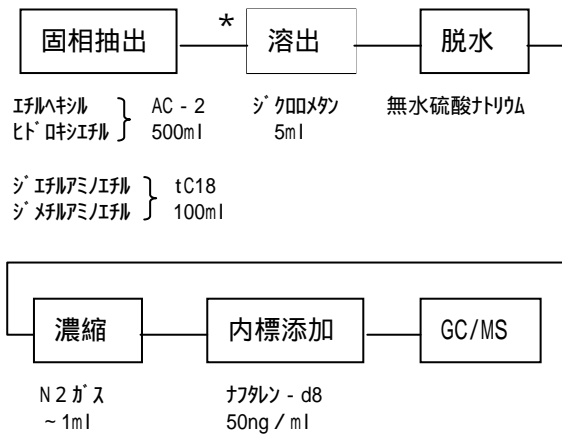 固相抽出
*
溶出
脱水
ｴﾁﾙﾍｷｼﾙ
ﾋﾄﾞﾛｷｼｴﾁﾙ
AC - 2
500ml
ｼﾞｸﾛﾛﾒﾀﾝ
5ml
無水硫酸ﾅﾄﾘｳﾑ
ｼﾞｴﾁﾙｱﾐﾉｴﾁﾙ
ｼﾞﾒﾁﾙｱﾐﾉｴﾁﾙ
tC18
100ml
濃縮
内標添加
GC/MS
N２ｶﾞｽ
~1ml
ﾅﾌﾀﾚﾝ - d8
50ng / ml